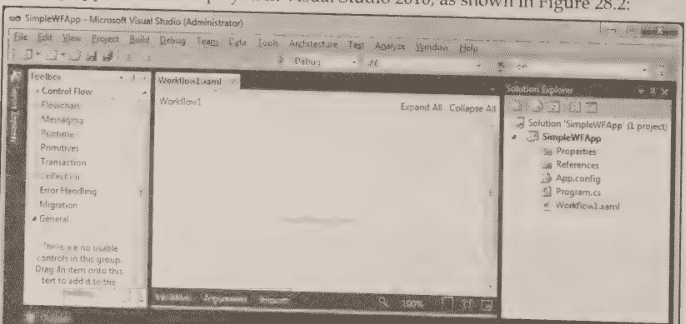 Visual Studio 2010, as shown in Figure 28.2:
SimpleWFApp - Microsoft Visual Studio (Administrator)
File Edit View Project Build Debug Team Data Tools Architecture Test Analyze Window Help
Debug
Toolbox
Control Flow
Flowchart
Messaging
Runtime
Primitives
Transaction
Collection
Error Handling
Migration
General
There are no usable
controls in this group.
Drag an item onto this
text to add it to the
Workflow1.xaml
Workflow1
Expand All Collapse All
Variables Arguments Imports 100%
Solution Explorer
Solution 'SimpleWFApp' (1 project)
SimpleWFApp
Properties
References
App.config
Program.cs
Workflow1.xaml